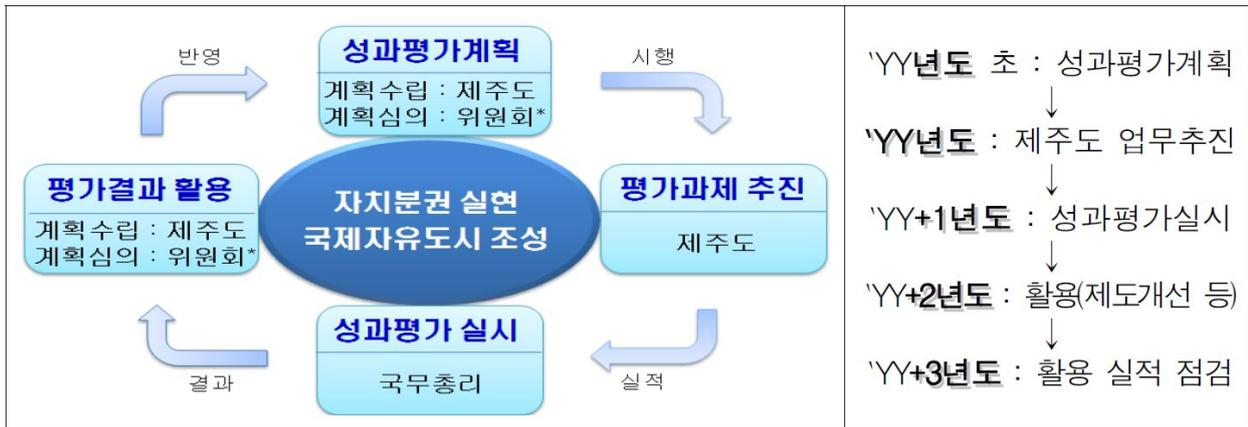 반영
성과평가계획
계획수립 : 제주도
계획심의 : 위원회*
시행
평가결과 활용
계획수립 : 제주도
계획심의 : 위원회*
자치분권 실현
국제자유도시 조성
평가과제 추진
제주도
성과평가 실시
국무총리
결과
실적
'YY년도 초 : 성과평가계획
↓
'YY년도 : 제주도 업무추진
↓
'YY+1년도 : 성과평가실시
↓
'YY+2년도 : 활용(제도개선 등)
↓
'YY+3년도 : 활용 실적 점검